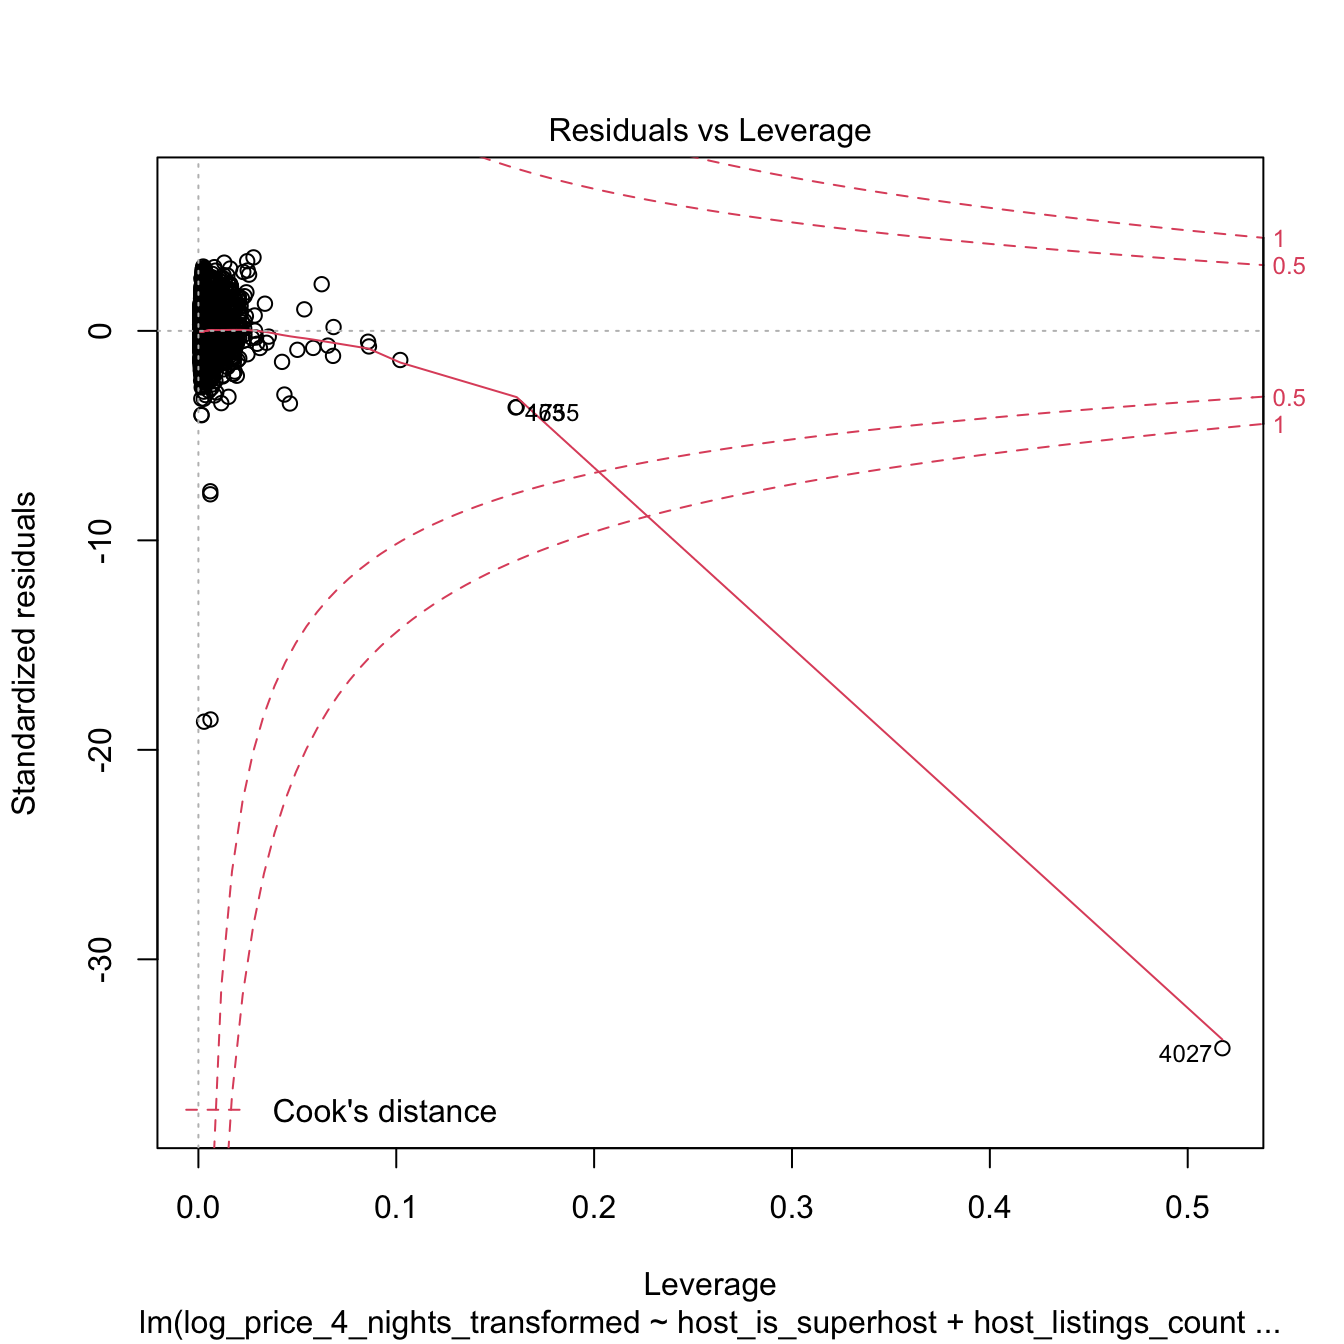 Residuals vs Leverage
Standardized residuals
0
-10
-20
-30
1
0.5
0.5
1
4027
Cook's distance
0.0 0.1 0.2 0.3 0.4 0.5
Leverage
lm(log_price_4_nights_transformed ~ host_is_superhost + host_listings_count ...